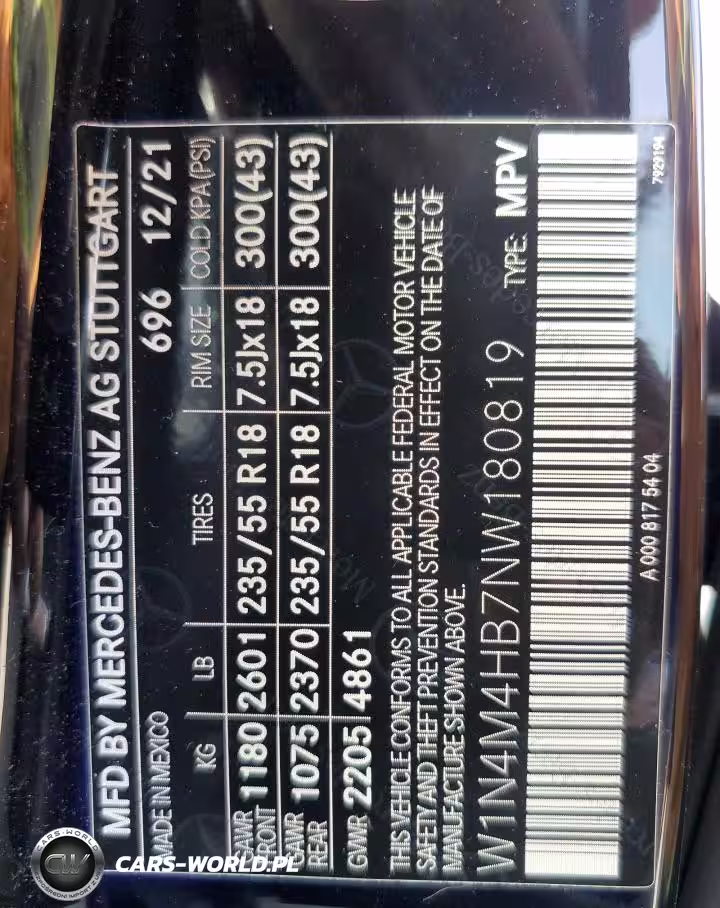 MFD BY MERCEDES-BENZ AG STUTTGART
MADE IN MEXICO 696 12/21
KG LB TIRES RIM SIZE COLD KPA(PSI)
GAWR FRONT 1180 2601 235/55 R18 7.5Jx18 300(43)
GAWR REAR 1075 2370 235/55 R18 7.5Jx18 300(43)
GVWR 2205 4861
THIS VEHICLE CONFORMS TO ALL APPLICABLE FEDERAL MOTOR VEHICLE
SAFETY AND THEFT PREVENTION STANDARDS IN EFFECT ON THE DATE OF
MANUFACTURE SHOWN ABOVE.
W1N4M4HB7NW180819 TYPE: MPV
A 000 817 54 04 7929194
CARS-WORLD.PL